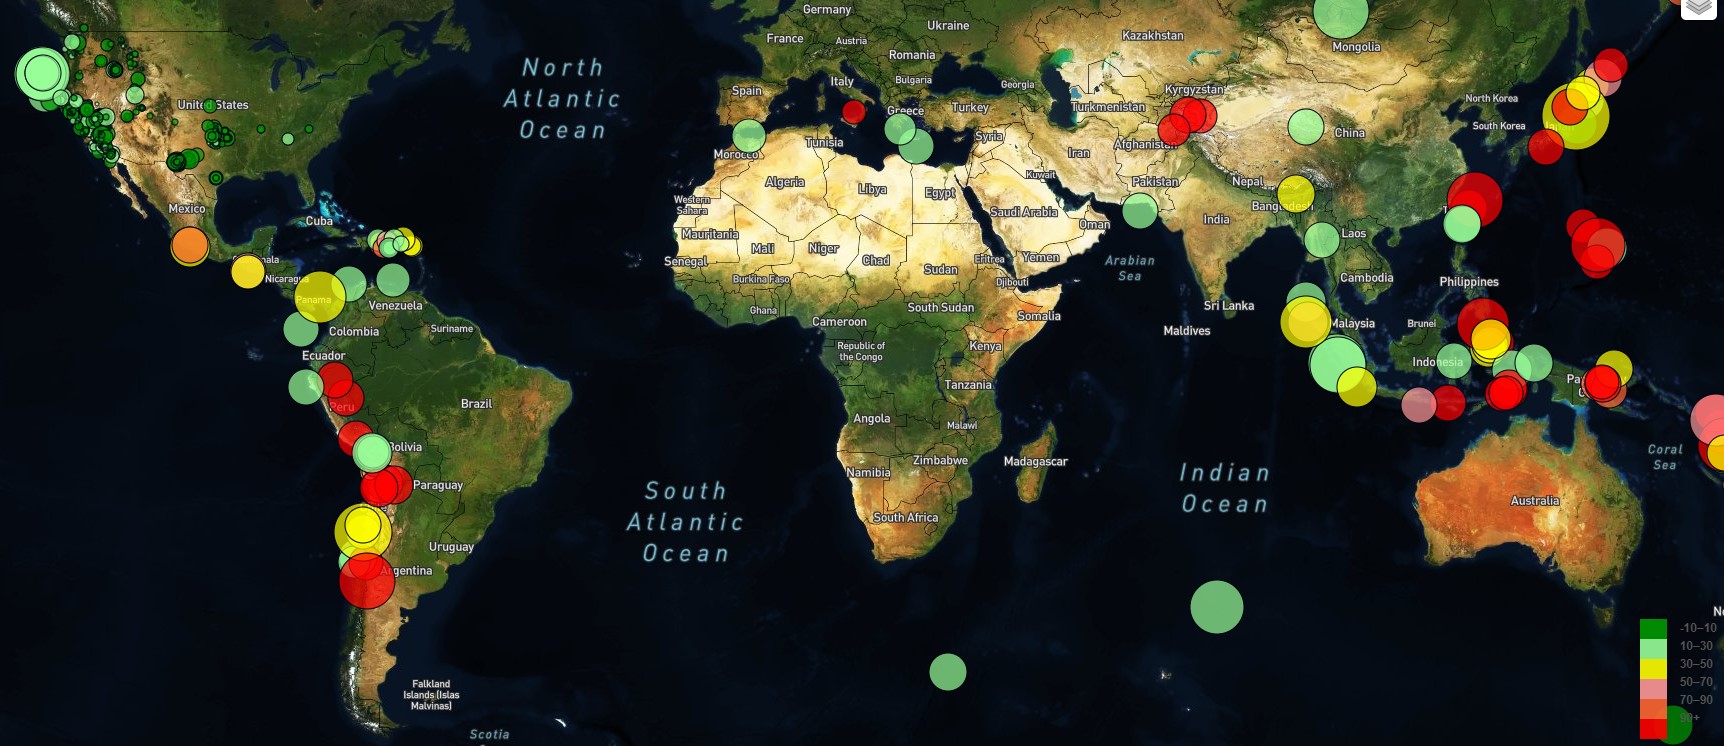 Germany
Ukraine
France
Austria
Kazakhstan
Mongolia
Romania
North
Atlantic
Ocean
Italy
Bulgaria
Georgia
Spain
Kyrgyzstan
North Korea
United States
Greece
Turkey
Turkmenistan
South Korea
China
Syria
Afghanistan
Tunisia
Morocco
Iran
Algeria
Libya
Egypt
Kuwait
Pakistan
Nepal
Western
Sahara
Mexico
Cuba
Saudi Arabia
Bangladesh
India
Oman
Mauritania
Mali
Niger
Chad
Laos
Senegal
Sudan
Eritrea
Yemen
Arabian
Sea
Nicaragua
Burkina Faso
Djibouti
Cambodia
Philippines
Panama
Venezuela
Ghana
South Sudan
Somalia
Sri Lanka
Colombia
Suriname
Cameroon
Maldives
Malaysia
Brunei
Ecuador
Republic of
the Congo
Kenya
Indonesia
Tanzania
Peru
Brazil
Angola
Malawi
Bolivia
Namibia
Zimbabwe
Madagascar
Coral
Sea
Paraguay
South
Atlantic
Ocean
Indian
Ocean
South Africa
Australia
Uruguay
Argentina
Falkland
Islands (Islas
Malvinas)
Scotia
-10–10
10–30
30–50
50–70
70–90
90+